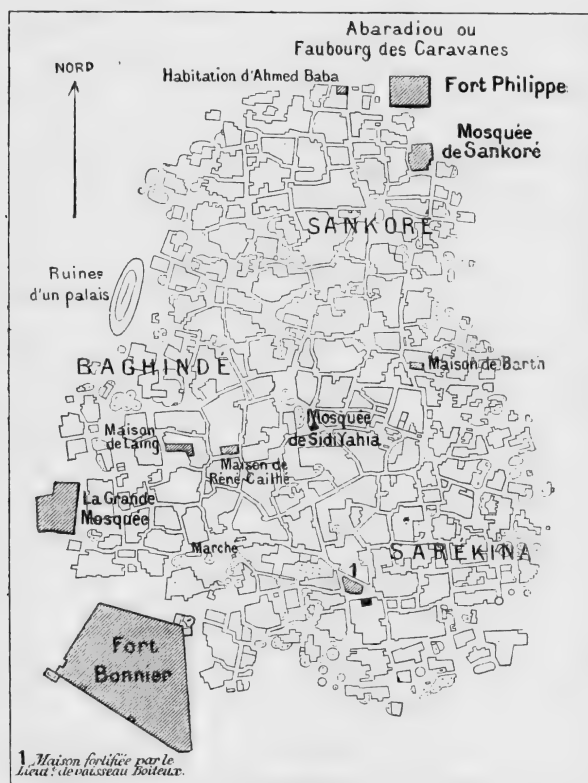 Abaradiou ou
Faubourg des Caravanes
NORD
Habitation d'Ahmed Baba
Fort Philippe
Mosquée
de Sankoré
SANKORÉ
Ruines
d'un palais
BAGHINDÉ
Maison de Barth
Mosquée
de Sidi Yahia
Maison
de Laing
Maison de
René Caillié
La Grande
Mosquée
Marché
SARÉKINA
1
Fort
Bonnier
1 Maison fortifiée par le
Lieut! de vaisseau Boiteux.